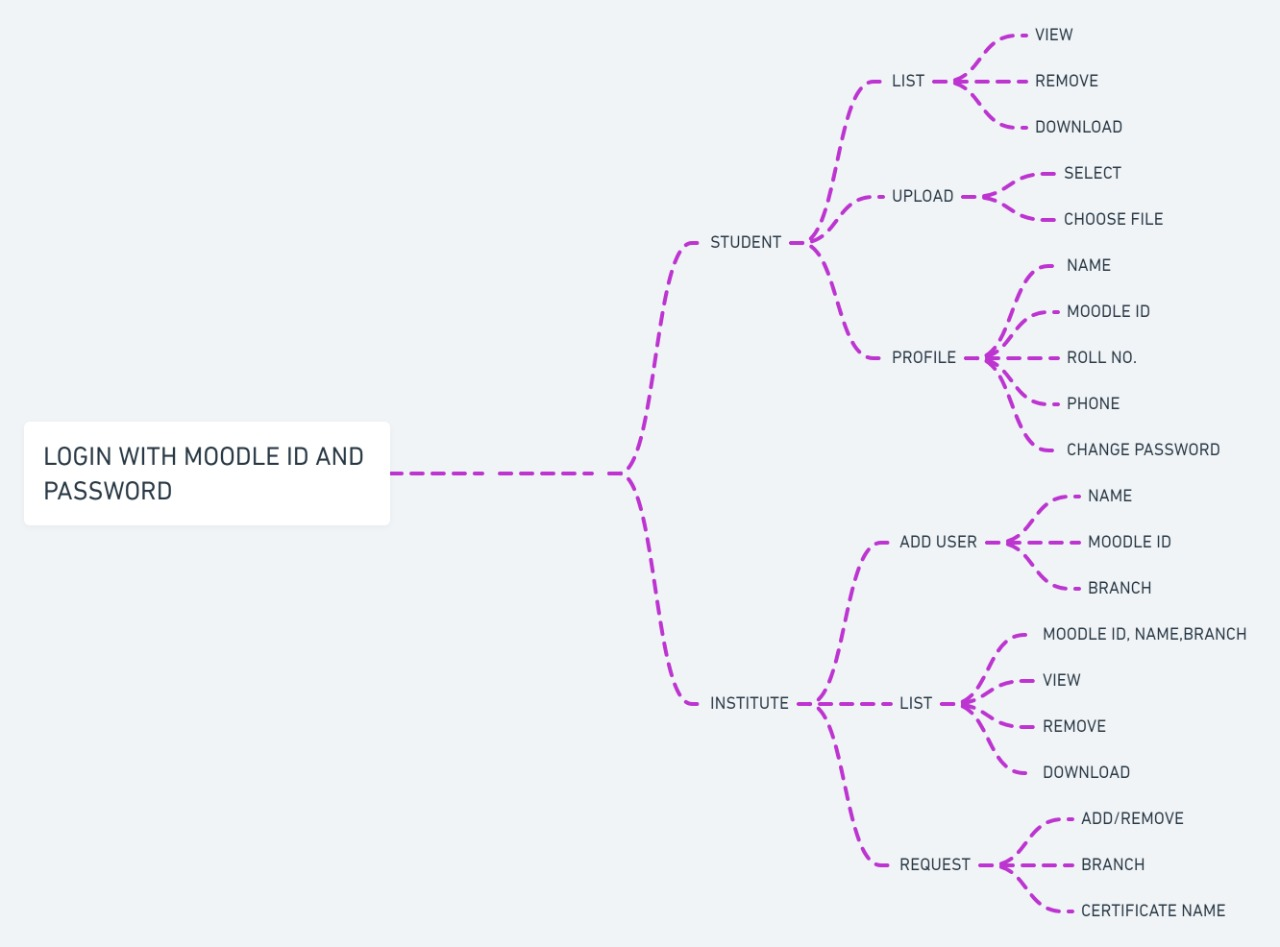 LOGIN WITH MOODLE ID AND
PASSWORD
STUDENT
LIST
VIEW
REMOVE
DOWNLOAD
UPLOAD
SELECT
CHOOSE FILE
PROFILE
NAME
MOODLE ID
ROLL NO.
PHONE
CHANGE PASSWORD
INSTITUTE
ADD USER
NAME
MOODLE ID
BRANCH
LIST
MOODLE ID, NAME,BRANCH
VIEW
REMOVE
DOWNLOAD
REQUEST
ADD/REMOVE
BRANCH
CERTIFICATE NAME